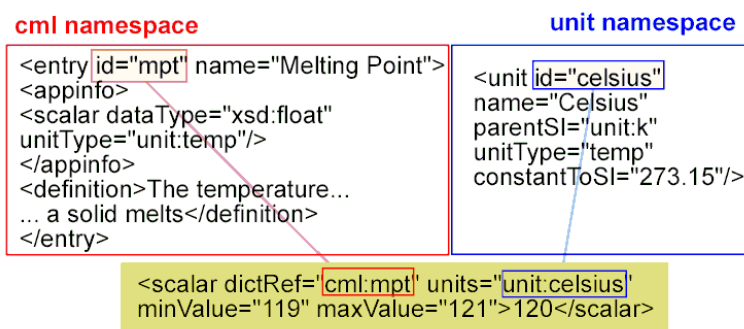 cml namespace
<entry id="mpt" name="Melting Point">
<appinfo>
<scalar dataType="xsd:float"
unitType="unit:temp"/>
</appinfo>
<definition>The temperature...
... a solid melts</definition>
</entry>
unit namespace
<unit id="celsius"
name="Celsius"
parentSI="unit:k"
unitType="temp"
constantToSI="273.15"/>
<scalar dictRef="cml:mpt" units="unit:celsius"
minValue="119" maxValue="121">120</scalar>